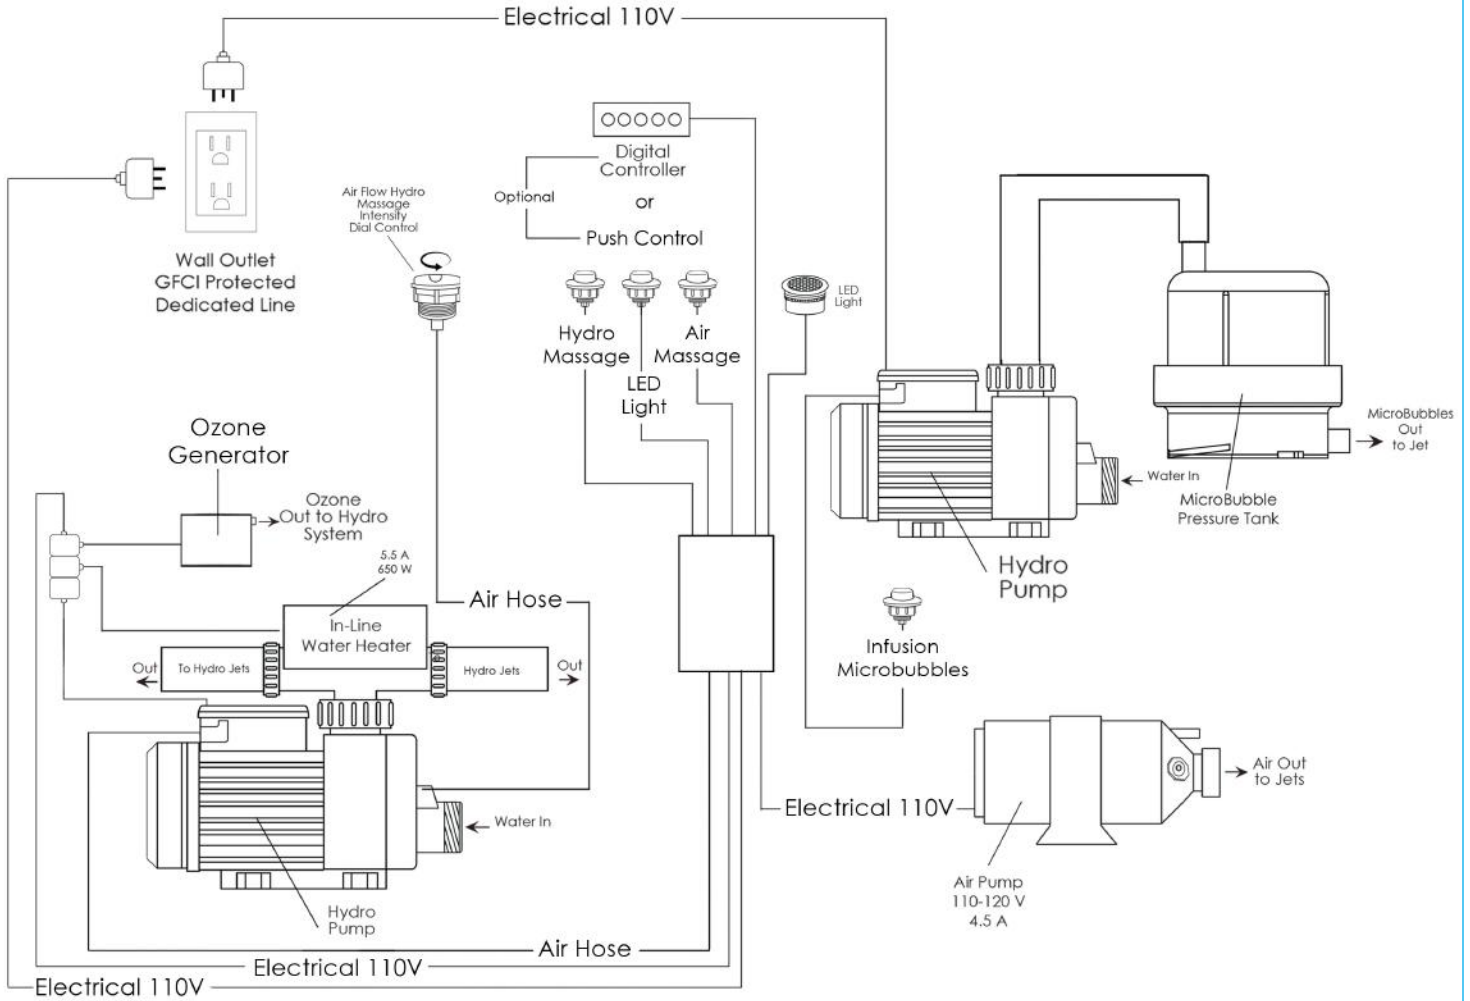 Electrical 110V
Digital
Controller
Optional
or
Push Control
Air Flow Hydro
Massage
Intensity
Dial Control
Wall Outlet
GFCI Protected
Dedicated Line
LED
Light
Hydro
Massage
Air
Massage
LED
Light
MicroBubbles
Out
to Jet
Water In
MicroBubble
Pressure Tank
Hydro
Pump
Ozone
Generator
Ozone
Out to Hydro
System
5.5 A
650 W
Air Hose
In-Line
Water Heater
Out
To Hydro Jets
Hydro Jets
Out
Infusion
Microbubbles
Air Out
to Jets
Electrical 110V
Water In
Air Pump
110-120 V
4.5 A
Hydro
Pump
Air Hose
Electrical 110V
Electrical 110V